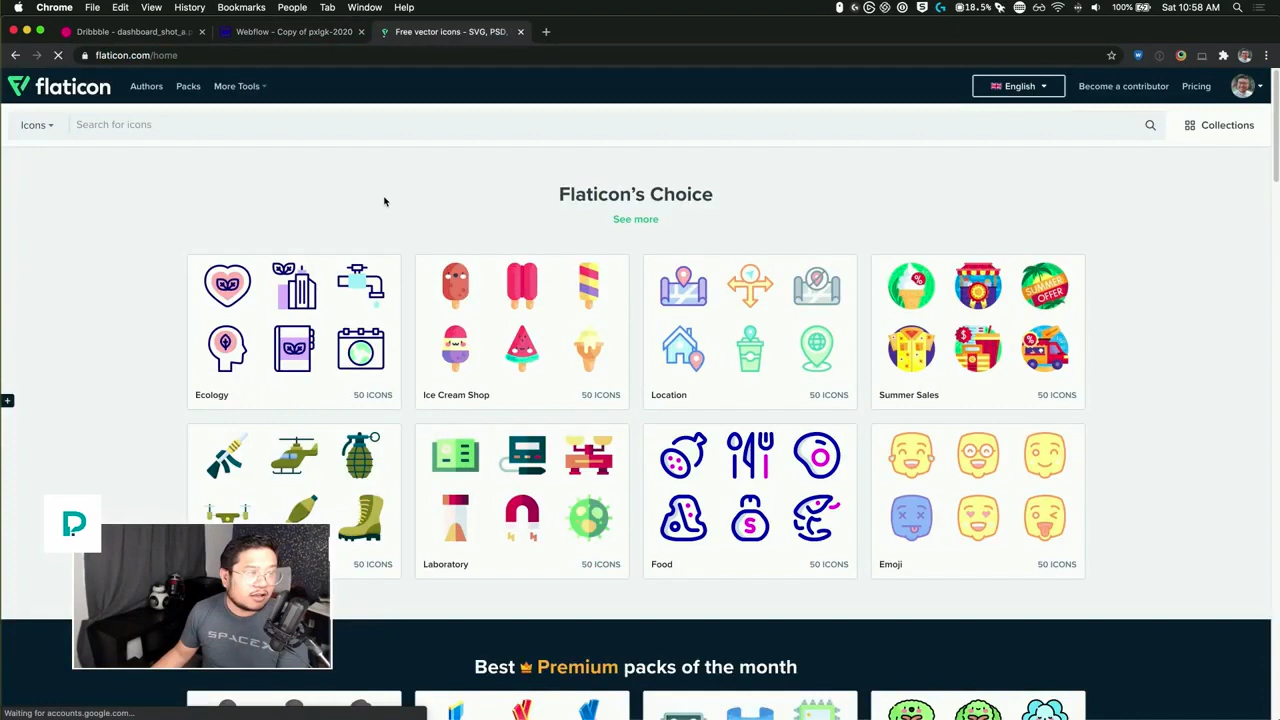 Chrome File Edit View History Bookmarks People Tab Window Help
18.5% 100% Sat 10:58 AM
Dribbble - dashboard_shot_a.p
Webflow - Copy of pxlgk-2020
Free vector icons - SVG, PSD,
flaticon.com/home
flaticon Authors Packs More Tools English Become a contributor Pricing
Icons Search for icons Collections
Flaticon's Choice
See more
SUMMER
OFFER
Ecology 50 ICONS
Ice Cream Shop 50 ICONS
Location 50 ICONS
Summer Sales 50 ICONS
50 ICONS
Laboratory 50 ICONS
Food 50 ICONS
Emoji 50 ICONS
SPACEX
Best Premium packs of the month
Waiting for accounts.google.com...